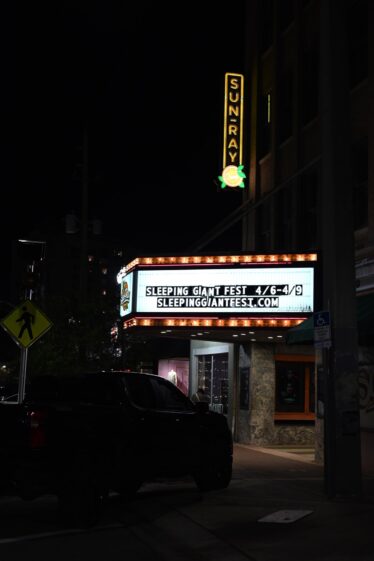 SUN-RAY
SLEEPING GIANT FEST 4/6-4/9
SLEEPINGGIANTFEST.COM